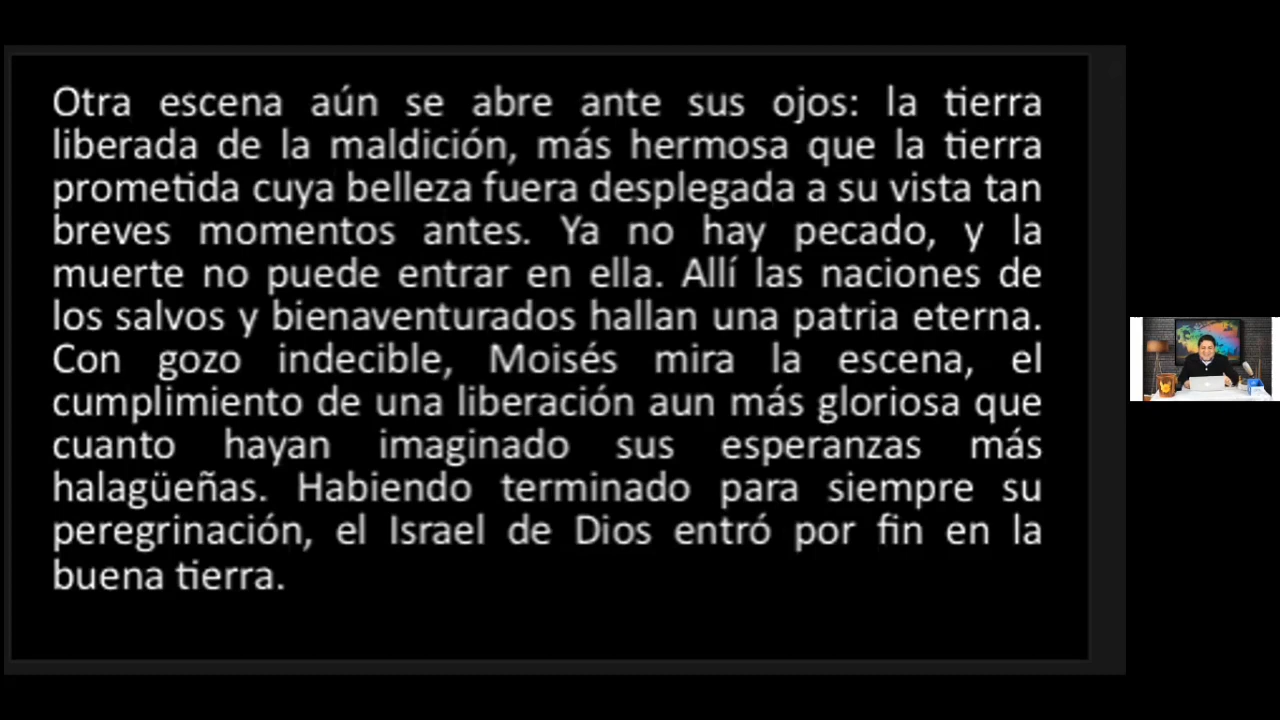 Otra escena aún se abre ante sus ojos: la tierra
liberada de la maldición, más hermosa que la tierra
prometida cuya belleza fuera desplegada a su vista tan
breves momentos antes. Ya no hay pecado, y la
muerte no puede entrar en ella. Allí las naciones de
los salvos y bienaventurados hallan una patria eterna.
Con gozo indecible, Moisés mira la escena, el
cumplimiento de una liberación aun más gloriosa que
cuanto hayan imaginado sus esperanzas más
halagüeñas. Habiendo terminado para siempre su
peregrinación, el Israel de Dios entró por fin en la
buena tierra.